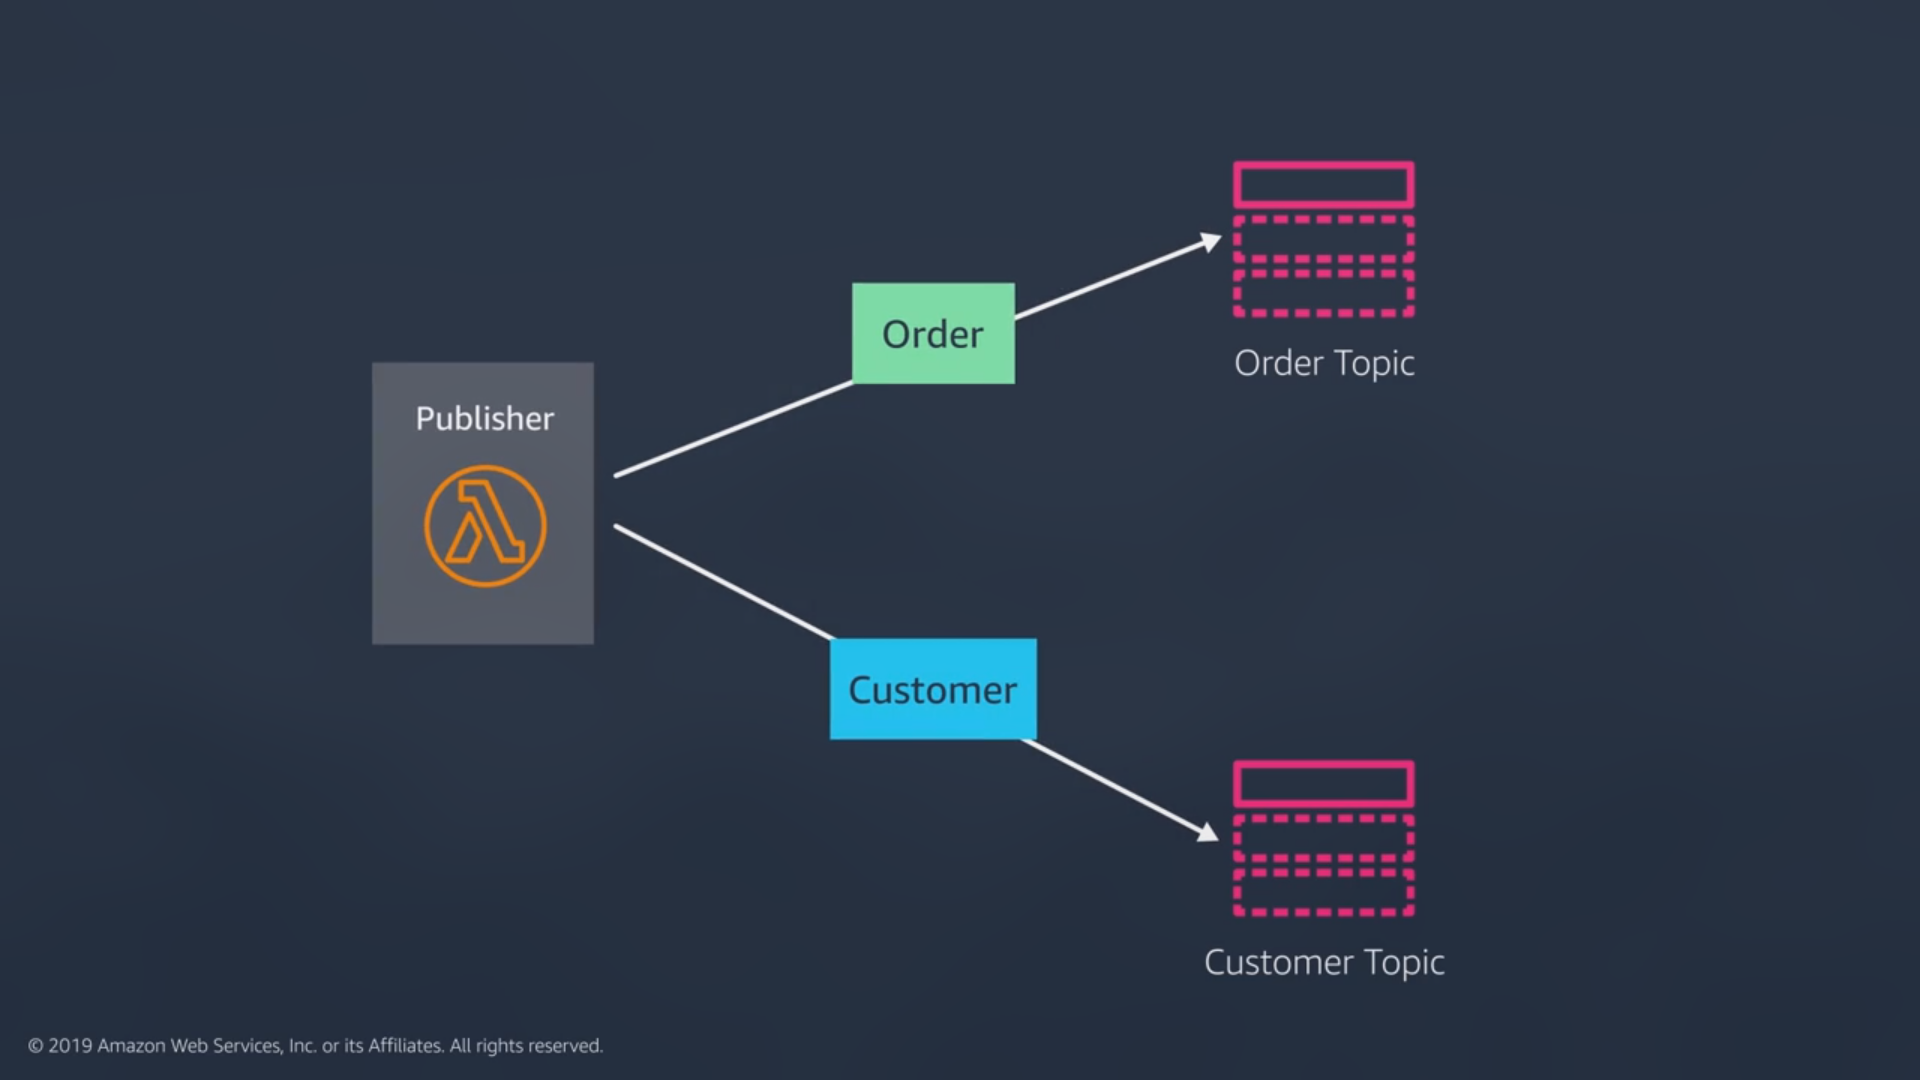 Publisher
Order
Order Topic
Customer
Customer Topic
© 2019 Amazon Web Services, Inc. or its Affiliates. All rights reserved.